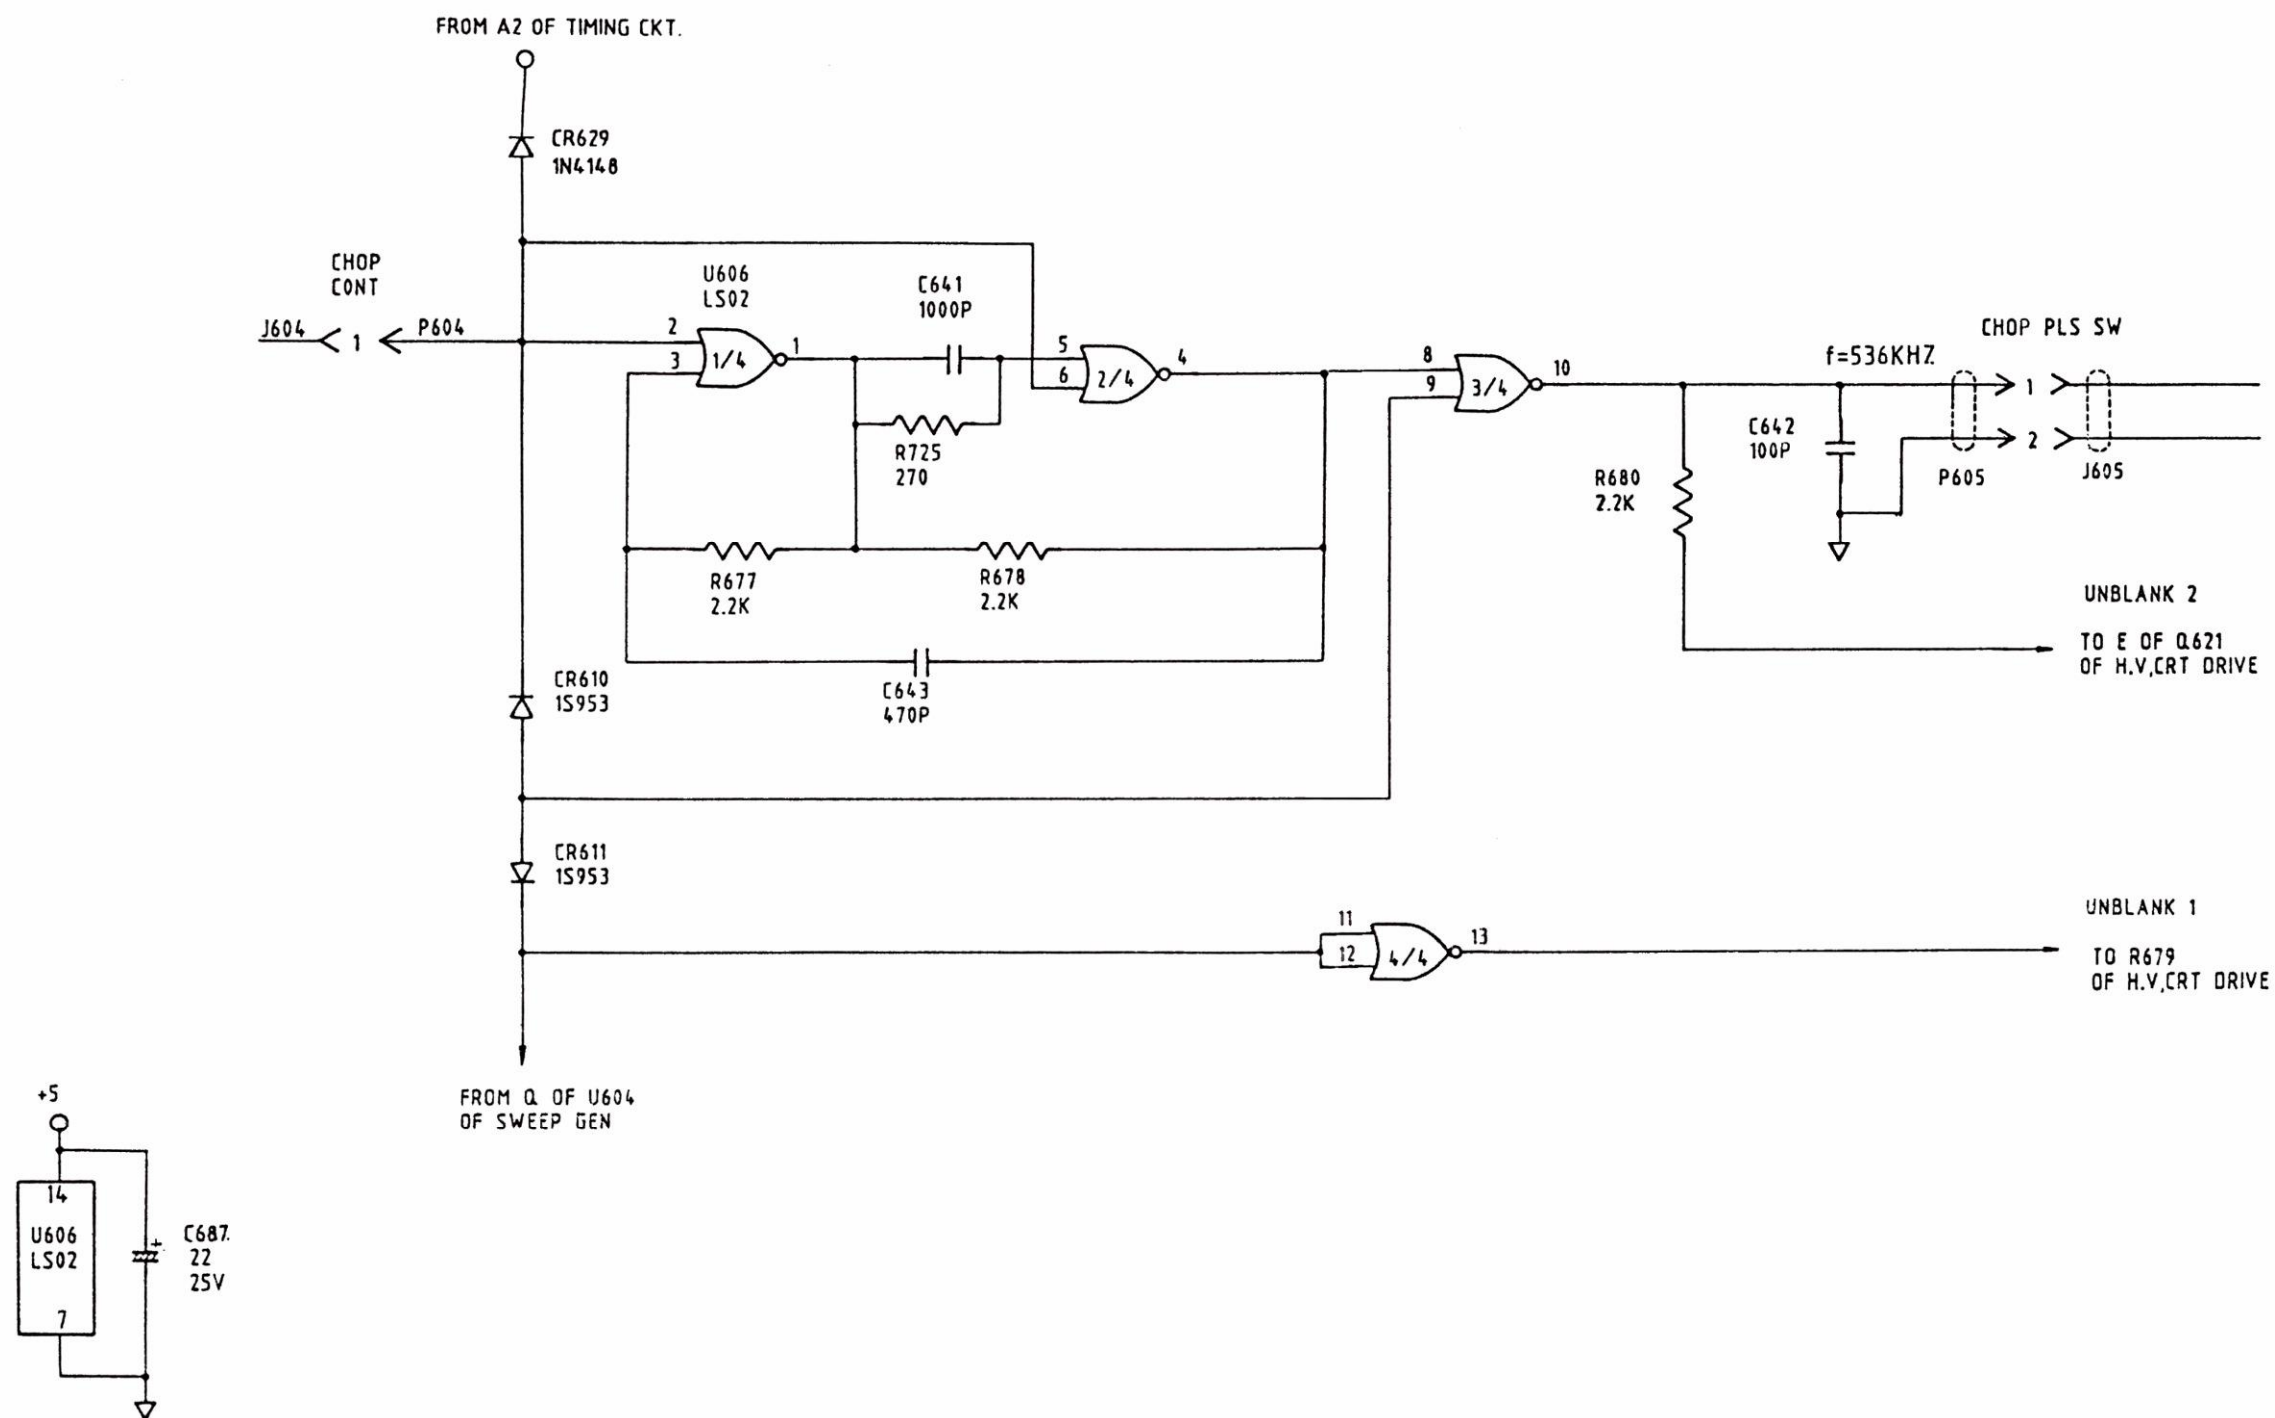 FROM A2 OF TIMING CKT.
CR629
1N4148
CHOP
CONT
J604
1
P604
U606
LS02
2
3
1/4
1
C641
1000P
R725
270
5
6
2/4
4
8
9
3/4
10
f=536KHZ.
CHOP PLS SW
1
2
C642
100P
P605
J605
R680
2.2K
R677
2.2K
R678
2.2K
C643
470P
UNBLANK 2
TO E OF Q621
OF H.V,CRT DRIVE
CR610
1S953
CR611
1S953
11
12
4/4
13
UNBLANK 1
TO R679
OF H.V,CRT DRIVE
FROM Q OF U604
OF SWEEP GEN
+5
14
U606
LS02
7
+
C687.
22
25V